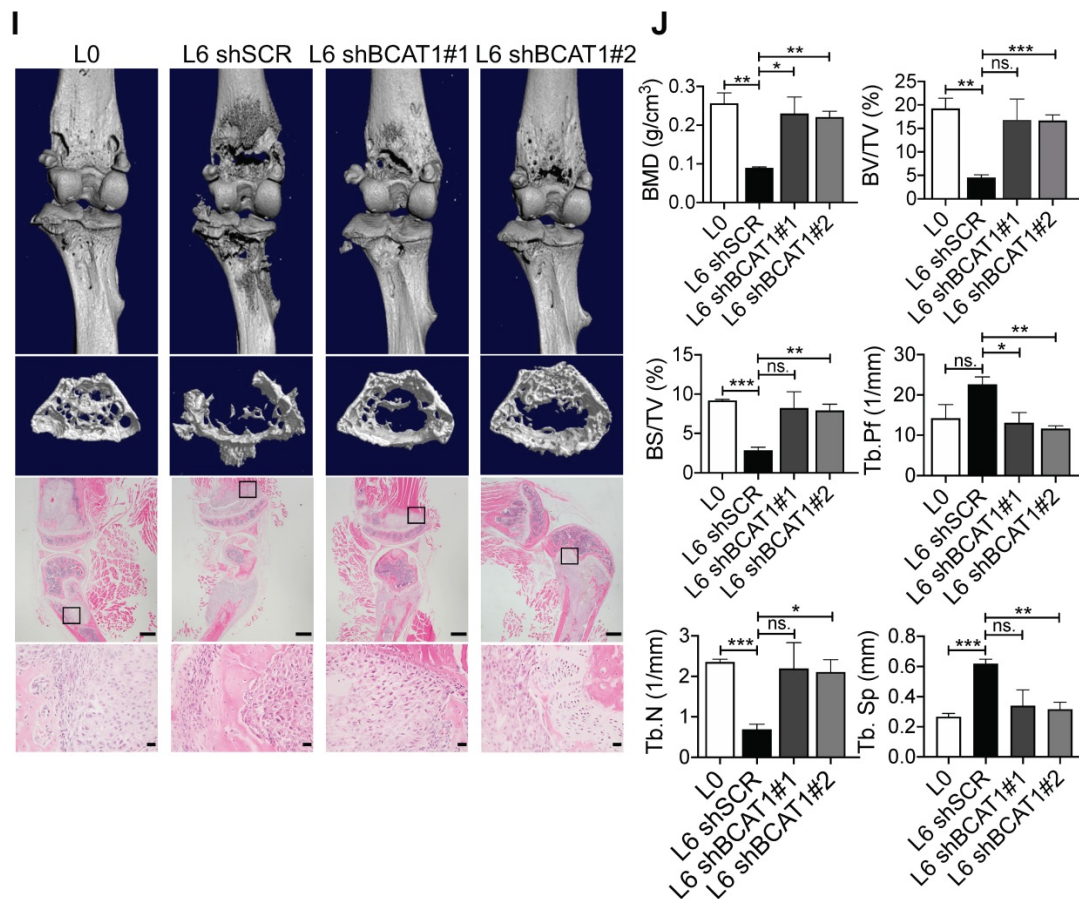 I
L0 L6 shSCR L6 shBCAT1#1 L6 shBCAT1#2
J
BMD (g/cm3)
0.3
0.2
0.1
0.0
** * **
L0
L6 shSCR
L6 shBCAT1#1
L6 shBCAT1#2
BV/TV (%)
25
20
15
10
5
0
** ns. ***
L0
L6 shSCR
L6 shBCAT1#1
L6 shBCAT1#2
BS/TV (%)
15
10
5
0
*** ns. **
L0
L6 shSCR
L6 shBCAT1#1
L6 shBCAT1#2
Tb.Pf (1/mm)
30
20
10
0
ns. * **
L0
L6 shSCR
L6 shBCAT1#1
L6 shBCAT1#2
Tb.N (1/mm)
3
2
1
0
*** ns. *
L0
L6 shSCR
L6 shBCAT1#1
L6 shBCAT1#2
Tb. Sp (mm)
0.8
0.6
0.4
0.2
0.0
*** ns. **
L0
L6 shSCR
L6 shBCAT1#1
L6 shBCAT1#2